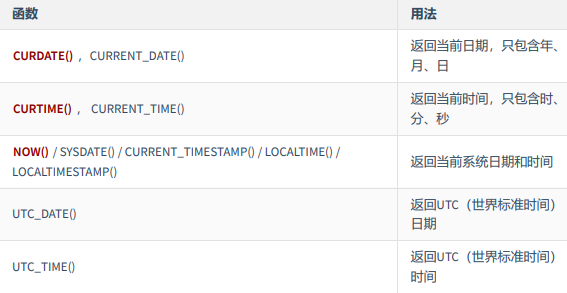 函数 用法
CURDATE() ，CURRENT_DATE() 返回当前日期，只包含年、
月、日
CURTIME() ， CURRENT_TIME() 返回当前时间，只包含时、
分、秒
NOW() / SYSDATE() / CURRENT_TIMESTAMP() / LOCALTIME() /
LOCALTIMESTAMP() 返回当前系统日期和时间
UTC_DATE() 返回UTC（世界标准时间）
日期
UTC_TIME() 返回UTC（世界标准时间）
时间